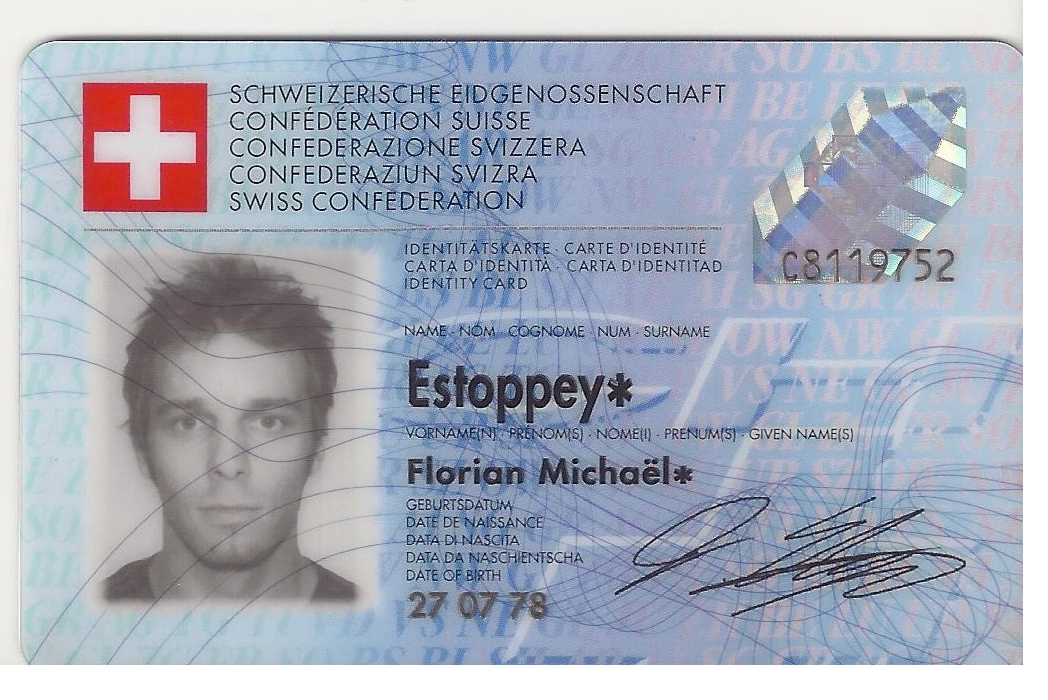 SCHWEIZERISCHE EIDGENOSSENSCHAFT
CONFÉDÉRATION SUISSE
CONFEDERAZIONE SVIZZERA
CONFEDERAZIUN SVIZRA
SWISS CONFEDERATION
IDENTITÄTSKARTE · CARTE D'IDENTITÉ
CARTA D'IDENTITÀ · CARTA D'IDENTITAD
IDENTITY CARD
C8119752
NAME · NOM · COGNOME · NUM · SURNAME
Estoppey*
VORNAME(N) · PRÉNOM(S) · NOME(I) · PRENUM(S) · GIVEN NAME(S)
Florian Michaël*
GEBURTSDATUM
DATE DE NAISSANCE
DATA DI NASCITA
DATA DA NASCHIENTSCHA
DATE OF BIRTH
27 07 78